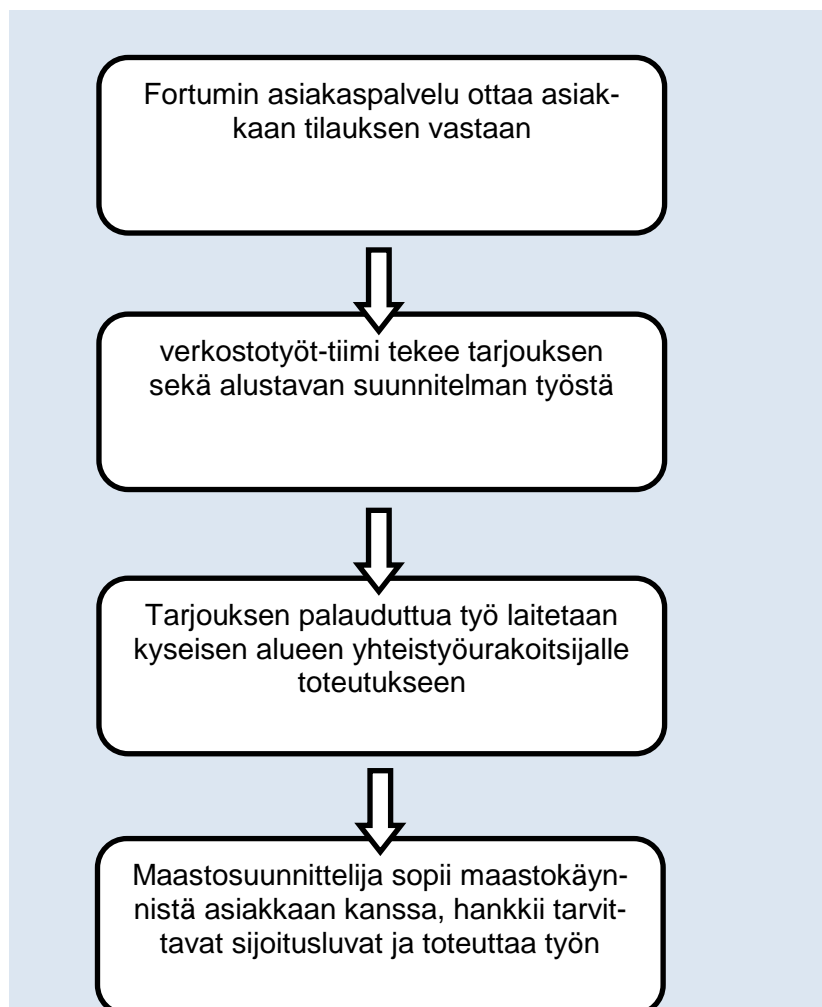 Fortumin asiakaspalvelu ottaa asiak-
kaan tilauksen vastaan
verkostotyöt-tiimi tekee tarjouksen
sekä alustavan suunnitelman työstä
Tarjouksen palauduttua työ laitetaan
kyseisen alueen yhteistyöurakoitsijalle
toteutukseen
Maastosuunnittelija sopii maastokäyn-
nistä asiakkaan kanssa, hankkii tarvit-
tavat sijoitusluvat ja toteuttaa työn